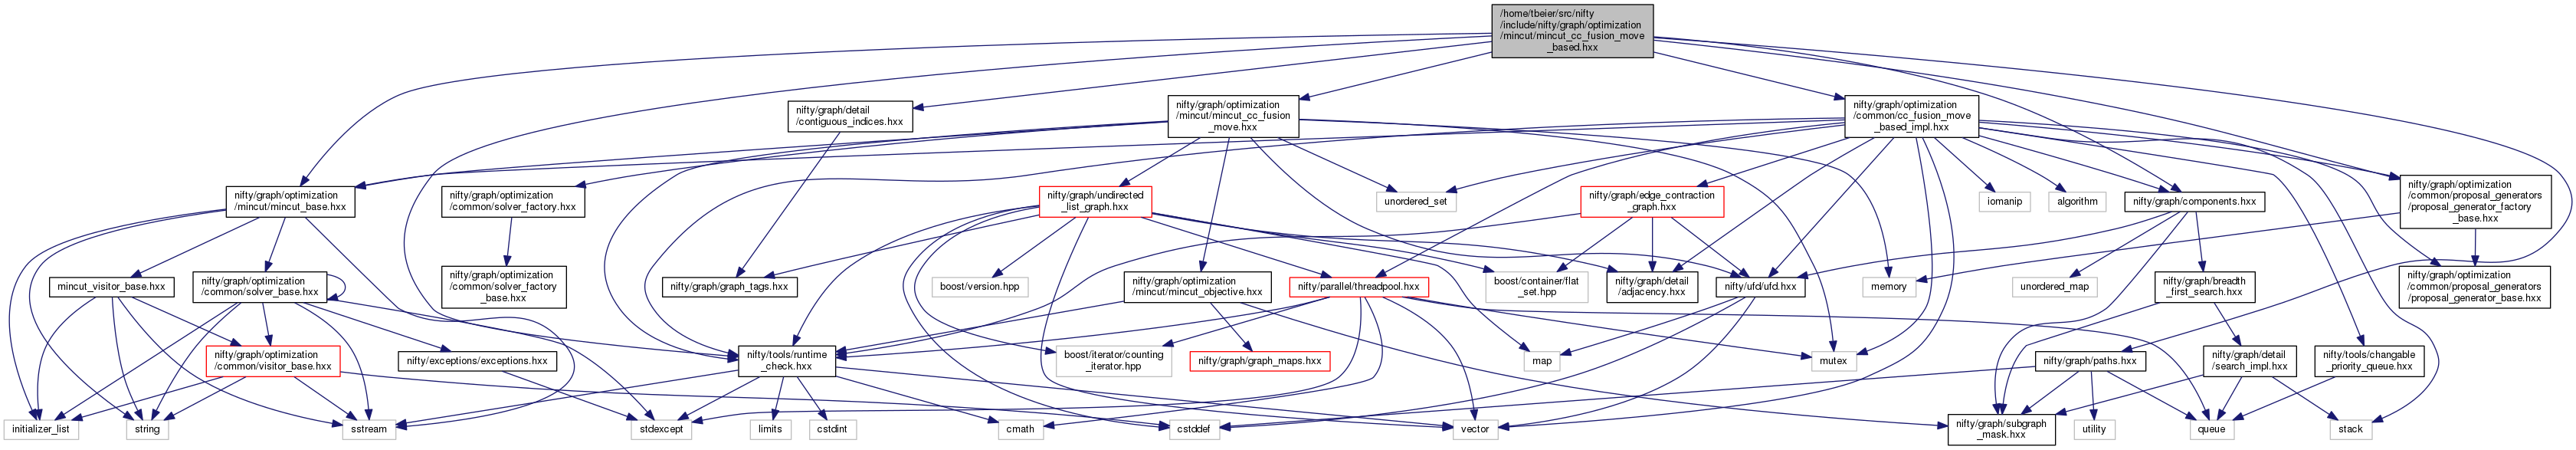 /home/tbeier/src/nifty
/include/nifty/graph/optimization
/mincut/mincut_cc_fusion_move
_based.hxx
nifty/graph/detail
/contiguous_indices.hxx
nifty/graph/optimization
/mincut/mincut_cc_fusion
_move.hxx
nifty/graph/optimization
/common/cc_fusion_move
_based_impl.hxx
nifty/graph/optimization
/mincut/mincut_base.hxx
nifty/graph/optimization
/common/solver_factory.hxx
nifty/graph/undirected
_list_graph.hxx
unordered_set
nifty/graph/edge_contraction
_graph.hxx
iomanip
algorithm
nifty/graph/components.hxx
nifty/graph/optimization
/common/proposal_generators
/proposal_generator_factory
_base.hxx
mincut_visitor_base.hxx
nifty/graph/optimization
/common/solver_base.hxx
nifty/graph/optimization
/common/solver_factory
_base.hxx
nifty/graph/graph_tags.hxx
boost/version.hpp
nifty/graph/optimization
/mincut/mincut_objective.hxx
nifty/parallel/threadpool.hxx
boost/container/flat
_set.hpp
nifty/graph/detail
/adjacency.hxx
nifty/ufd/ufd.hxx
memory
unordered_map
nifty/graph/breadth
_first_search.hxx
nifty/graph/optimization
/common/proposal_generators
/proposal_generator_base.hxx
nifty/graph/optimization
/common/visitor_base.hxx
nifty/exceptions/exceptions.hxx
nifty/tools/runtime
_check.hxx
boost/iterator/counting
_iterator.hpp
nifty/graph/graph_maps.hxx
map
mutex
nifty/graph/paths.hxx
nifty/graph/detail
/search_impl.hxx
nifty/tools/changable
_priority_queue.hxx
initializer_list
string
sstream
stdexcept
limits
cstdint
cmath
cstddef
vector
nifty/graph/subgraph
_mask.hxx
utility
queue
stack